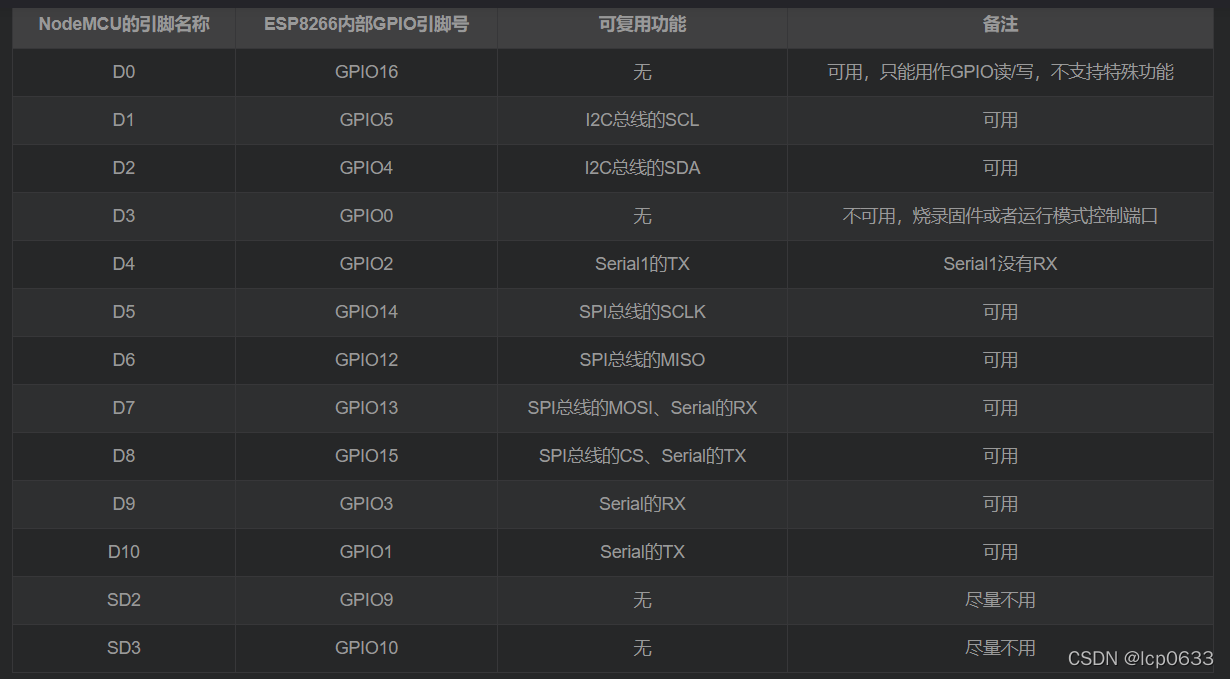 NodeMCU的引脚名称 ESP8266内部GPIO引脚号 可复用功能 备注
D0 GPIO16 无 可用，只能用作GPIO读/写，不支持特殊功能
D1 GPIO5 I2C总线的SCL 可用
D2 GPIO4 I2C总线的SDA 可用
D3 GPIO0 无 不可用，烧录固件或者运行模式控制端口
D4 GPIO2 Serial1的TX Serial1没有RX
D5 GPIO14 SPI总线的SCLK 可用
D6 GPIO12 SPI总线的MISO 可用
D7 GPIO13 SPI总线的MOSI、Serial的RX 可用
D8 GPIO15 SPI总线的CS、Serial的TX 可用
D9 GPIO3 Serial的RX 可用
D10 GPIO1 Serial的TX 可用
SD2 GPIO9 无 尽量不用
SD3 GPIO10 无 尽量不用
CSDN @lcp0633